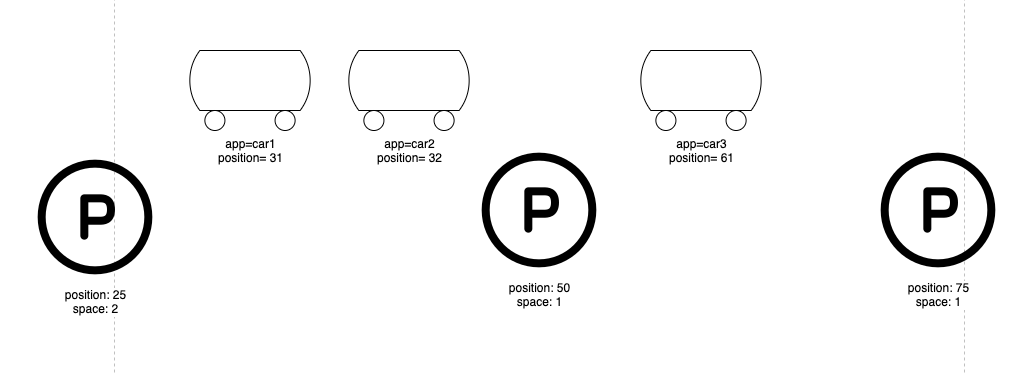 app=car1
position= 31
app=car2
position= 32
app=car3
position= 61
P
position: 25
space: 2
P
position: 50
space: 1
P
position: 75
space: 1